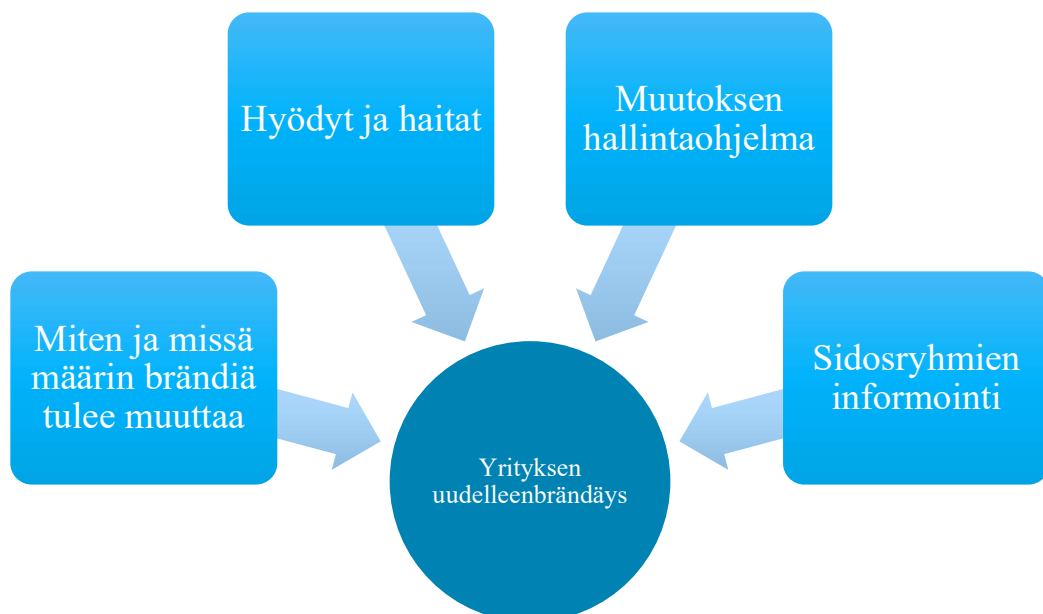 Hyödyt ja haitat
Muutoksen
hallintaohjelma
Miten ja missä
määrin brändiä
tulee muuttaa
Sidosryhmien
informointi
Yrityksen
uudelleenbrändäys